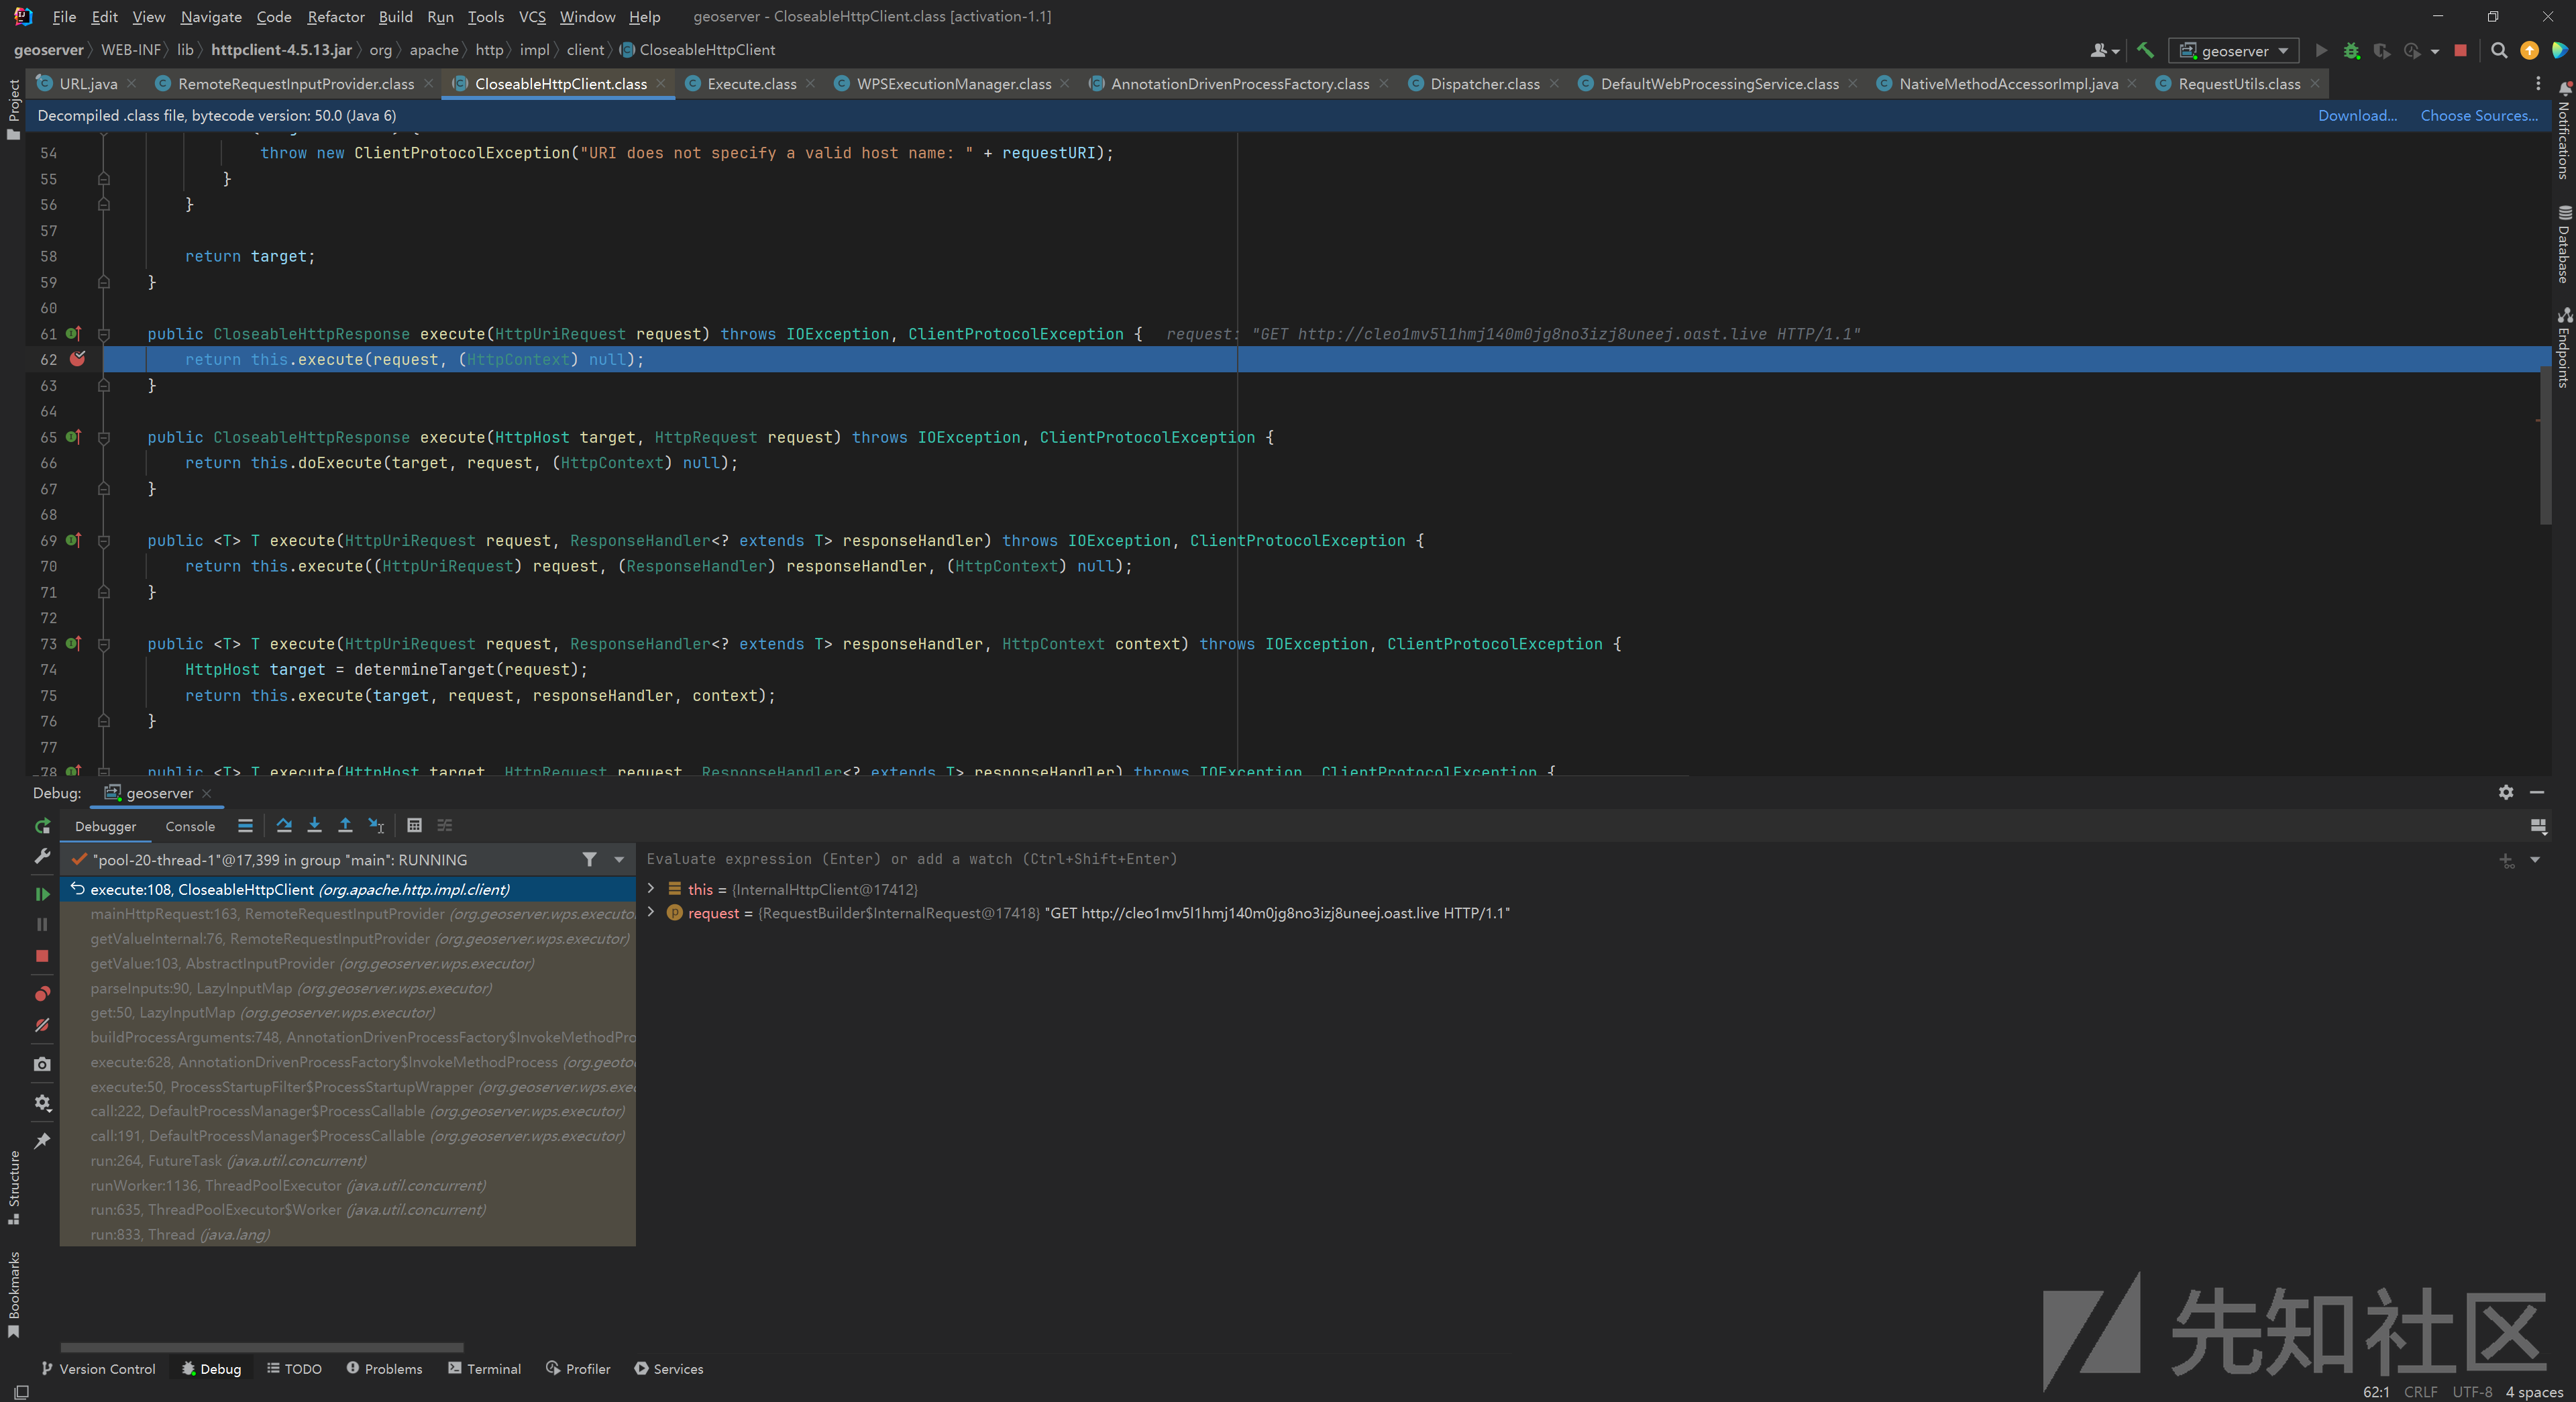 File Edit View Navigate Code Refactor Build Run Tools VCS Window Help geoserver - CloseableHttpClient.class [activation-1.1]
geoserver WEB-INF lib httpclient-4.5.13.jar org apache http impl client CloseableHttpClient
geoserver
URL.java RemoteRequestInputProvider.class CloseableHttpClient.class Execute.class WPSExecutionManager.class AnnotationDrivenProcessFactory.class Dispatcher.class DefaultWebProcessingService.class NativeMethodAccessorImpl.java RequestUtils.class
Decompiled .class file, bytecode version: 50.0 (Java 6) Download... Choose Sources...
54 throw new ClientProtocolException("URI does not specify a valid host name: " + requestURI);
55 }
56 }
57
58 return target;
59 }
60
61 public CloseableHttpResponse execute(HttpUriRequest request) throws IOException, ClientProtocolException { request: "GET http://cleo1mv5l1hmj140m0jg8no3izj8uneej.oast.live HTTP/1.1"
62 return this.execute(request, (HttpContext) null);
63 }
64
65 public CloseableHttpResponse execute(HttpHost target, HttpRequest request) throws IOException, ClientProtocolException {
66 return this.doExecute(target, request, (HttpContext) null);
67 }
68
69 public <T> T execute(HttpUriRequest request, ResponseHandler<? extends T> responseHandler) throws IOException, ClientProtocolException {
70 return this.execute((HttpUriRequest) request, (ResponseHandler) responseHandler, (HttpContext) null);
71 }
72
73 public <T> T execute(HttpUriRequest request, ResponseHandler<? extends T> responseHandler, HttpContext context) throws IOException, ClientProtocolException {
74 HttpHost target = determineTarget(request);
75 return this.execute(target, request, responseHandler, context);
76 }
77
78 public <T> T execute(HttpHost target, HttpRequest request, ResponseHandler<? extends T> responseHandler) throws IOException, ClientProtocolException {
Debug: geoserver
Debugger Console
"pool-20-thread-1"@17,399 in group "main": RUNNING
Evaluate expression (Enter) or add a watch (Ctrl+Shift+Enter)
execute:108, CloseableHttpClient (org.apache.http.impl.client)
mainHttpRequest:163, RemoteRequestInputProvider (org.geoserver.wps.executo
getValueInternal:76, RemoteRequestInputProvider (org.geoserver.wps.executor)
getValue:103, AbstractInputProvider (org.geoserver.wps.executor)
parseInputs:90, LazyInputMap (org.geoserver.wps.executor)
get:50, LazyInputMap (org.geoserver.wps.executor)
buildProcessArguments:748, AnnotationDrivenProcessFactory$InvokeMethodPro
execute:628, AnnotationDrivenProcessFactory$InvokeMethodProcess (org.geoto
execute:50, ProcessStartupFilter$ProcessStartupWrapper (org.geoserver.wps.exe
call:222, DefaultProcessManager$ProcessCallable (org.geoserver.wps.executor)
call:191, DefaultProcessManager$ProcessCallable (org.geoserver.wps.executor)
run:264, FutureTask (java.util.concurrent)
runWorker:1136, ThreadPoolExecutor (java.util.concurrent)
run:635, ThreadPoolExecutor$Worker (java.util.concurrent)
run:833, Thread (java.lang)
this = {InternalHttpClient@17412}
request = {RequestBuilder$InternalRequest@17418} "GET http://cleo1mv5l1hmj140m0jg8no3izj8uneej.oast.live HTTP/1.1"
Project
Structure
Bookmarks
Notifications
Database
Endpoints
Version Control Debug TODO Problems Terminal Profiler Services
62:1 CRLF UTF-8 4 spaces
先知社区